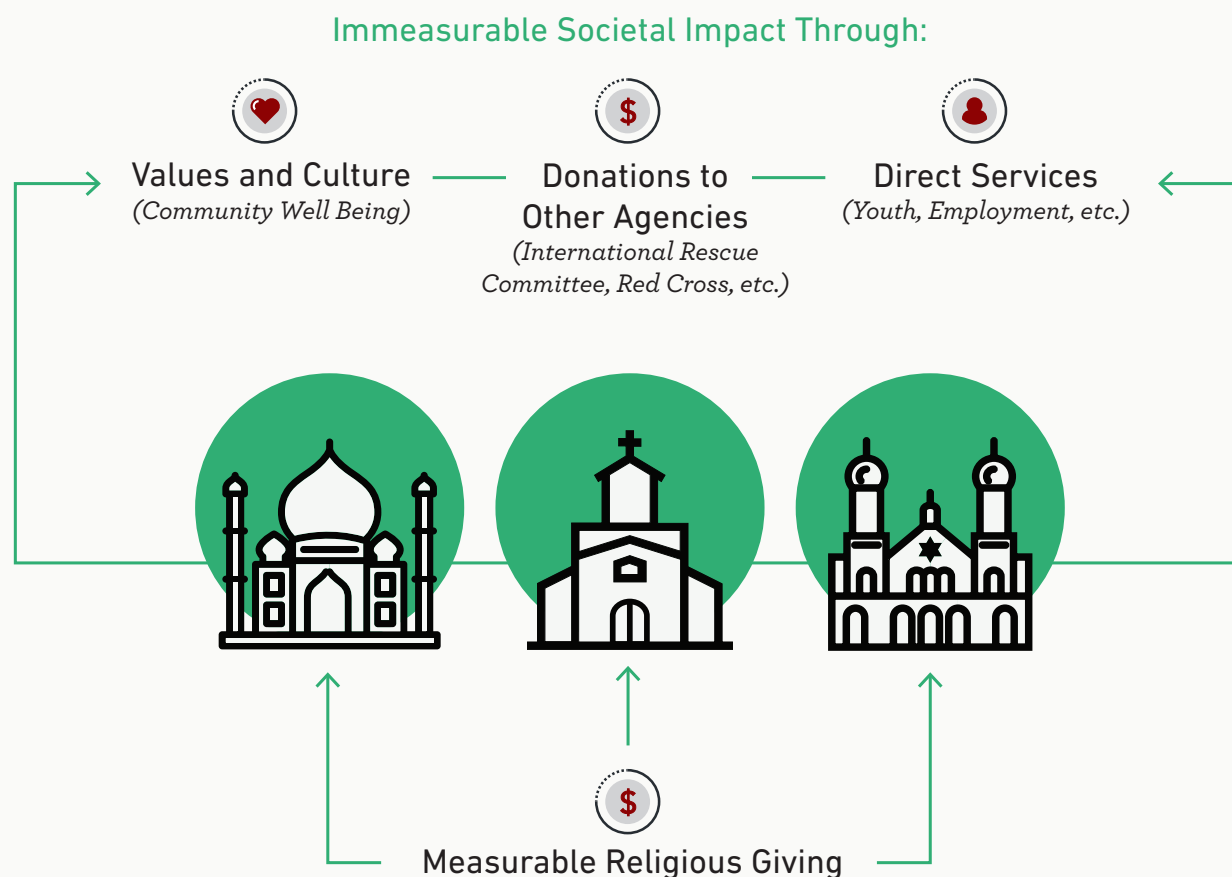 Immeasurable Societal Impact Through:
$
Values and Culture
(Community Well Being)
Donations to
Other Agencies
(International Rescue
Committee, Red Cross, etc.)
Direct Services
(Youth, Employment, etc.)
$
Measurable Religious Giving